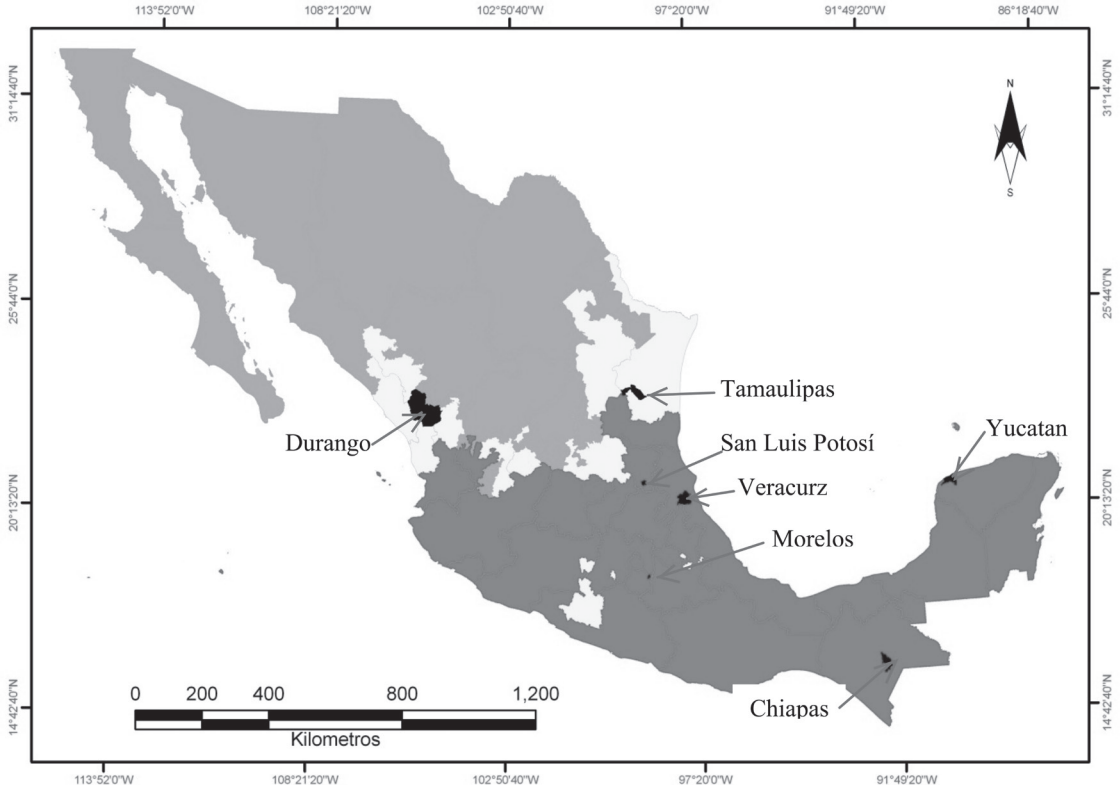 113°52'0"W 108°21'20"W 102°50'40"W 97°20'0"W 91°49'20"W 86°18'40"W
31°14'40"N 31°14'40"N
N
S
25°44'0"N 25°44'0"N
Tamaulipas
Durango
San Luis Potosí
Yucatan
20°13'20"N 20°13'20"N
Veracurz
Morelos
0 200 400 800 1,200
Kilometros
Chiapas
14°42'40"N 14°42'40"N
113°52'0"W 108°21'20"W 102°50'40"W 97°20'0"W 91°49'20"W